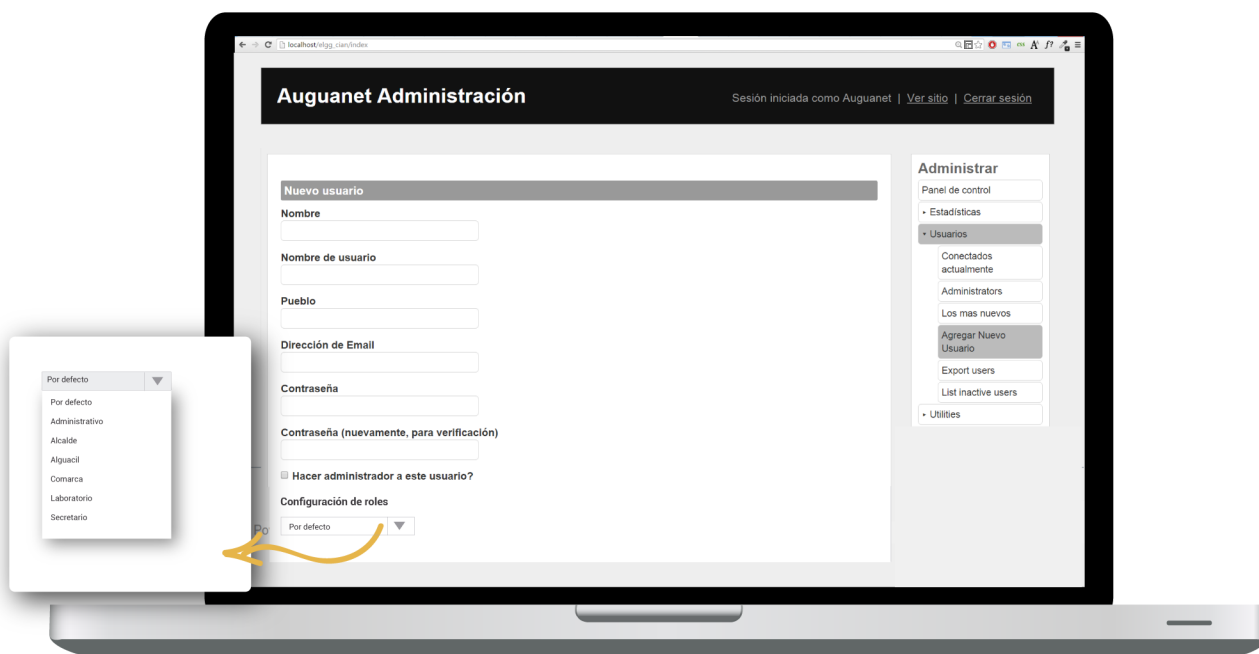 localhost/elgg_cian/index
Auguanet Administración
Sesión iniciada como Auguanet | Ver sitio | Cerrar sesión
Nuevo usuario
Nombre
Nombre de usuario
Pueblo
Dirección de Email
Contraseña
Contraseña (nuevamente, para verificación)
Hacer administrador a este usuario?
Configuración de roles
Por defecto
Po
Administrar
Panel de control
Estadísticas
Usuarios
Conectados
actualmente
Administrators
Los mas nuevos
Agregar Nuevo
Usuario
Export users
List inactive users
Utilities
Por defecto
Por defecto
Administrativo
Alcalde
Alguacil
Comarca
Laboratorio
Secretario